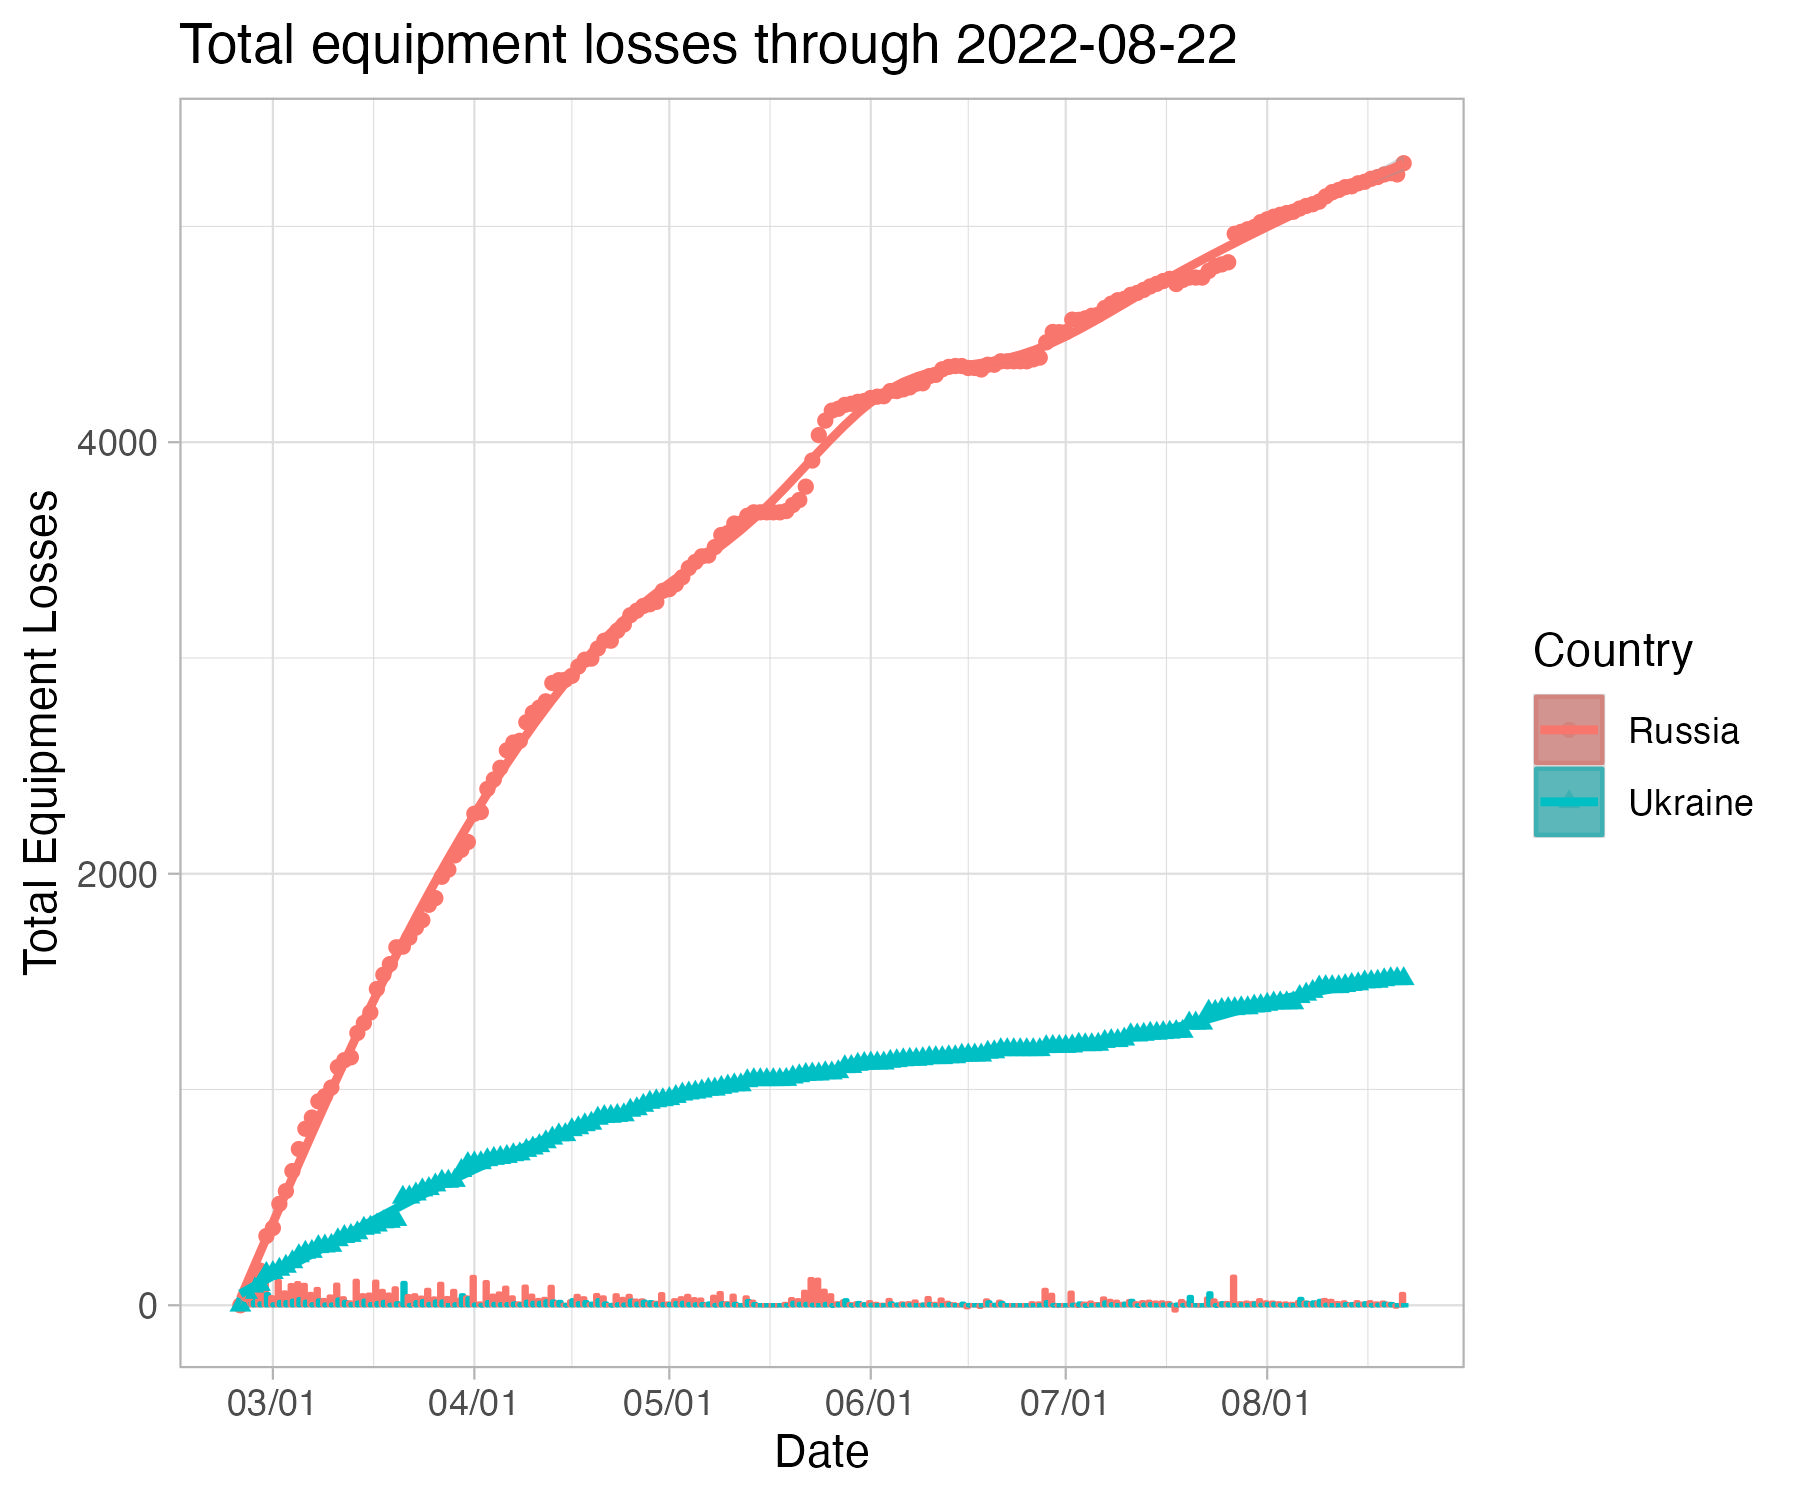 Total equipment losses through 2022-08-22
Total Equipment Losses
4000
2000
0
03/01 04/01 05/01 06/01 07/01 08/01
Date
Country
Russia
Ukraine